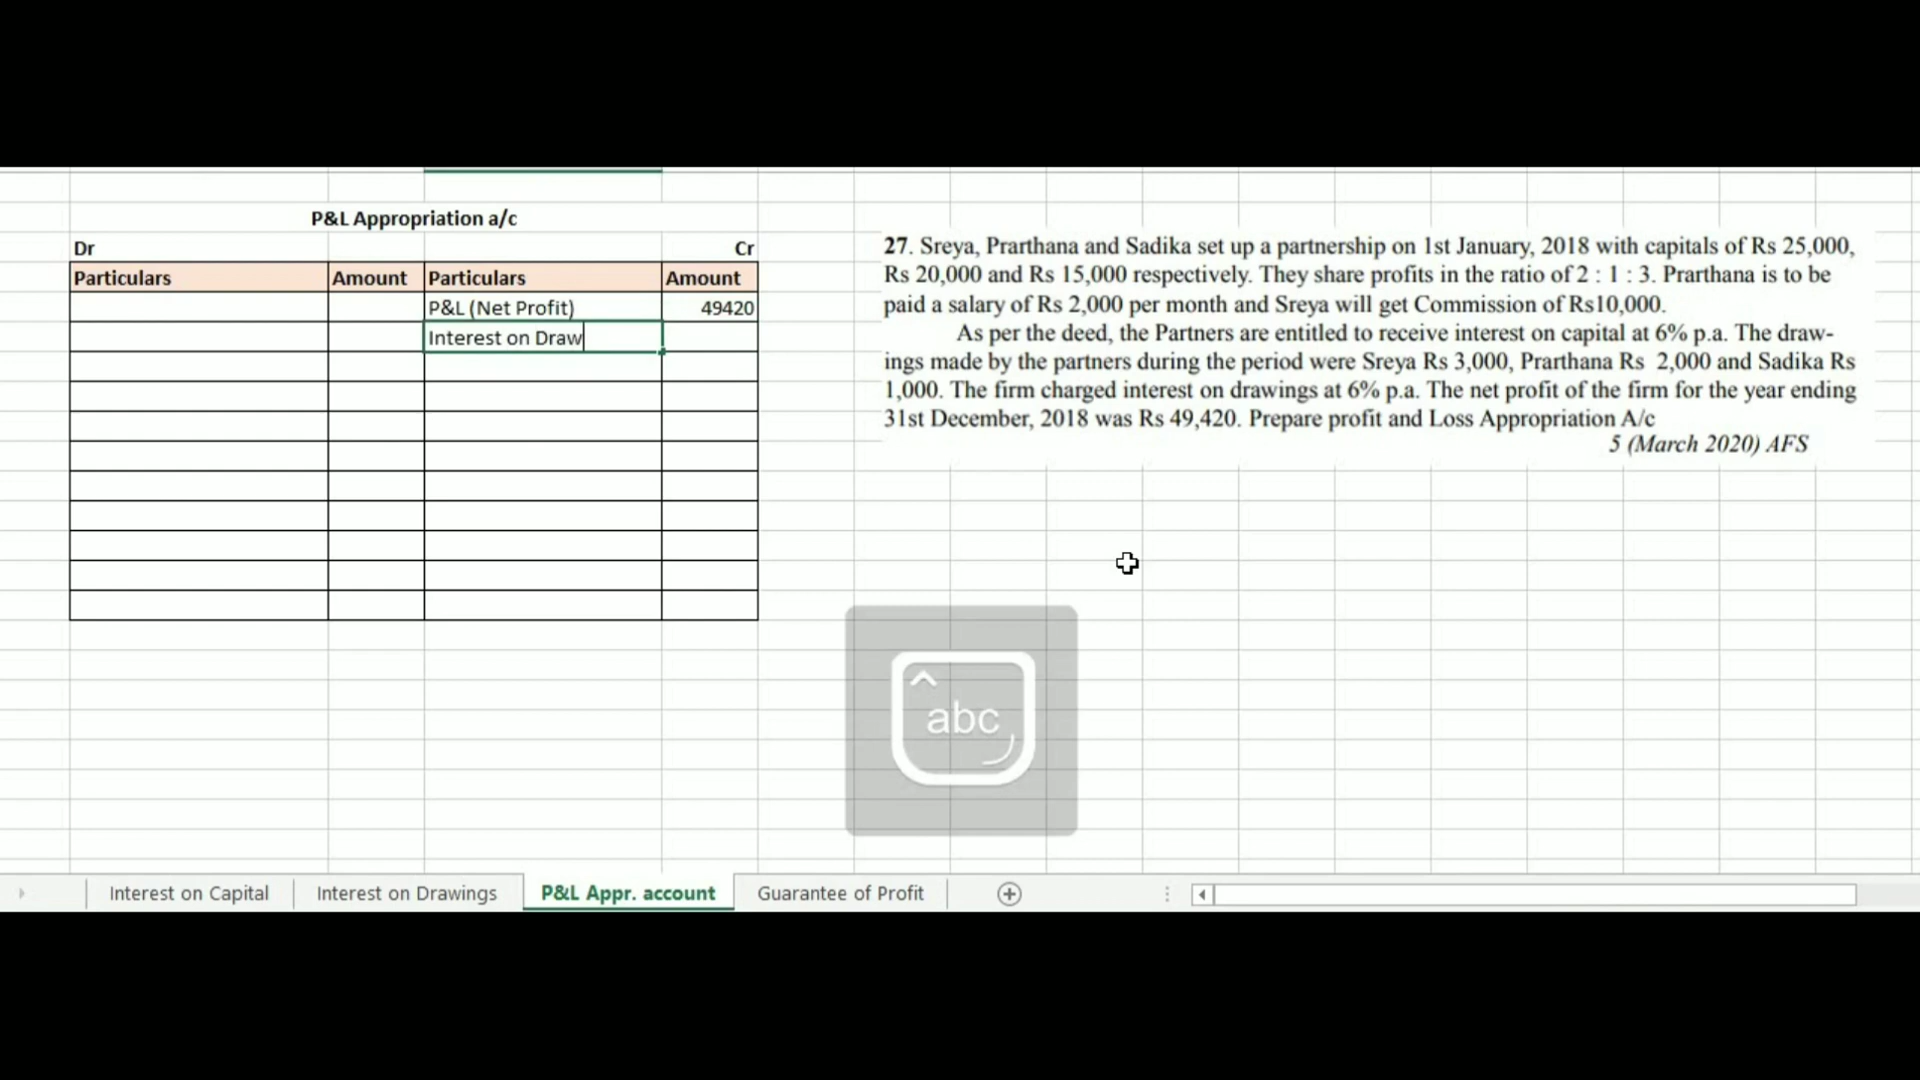 P&L Appropriation a/c
Dr Cr
Particulars Amount Particulars Amount
P&L (Net Profit) 49420
Interest on Draw
27. Sreya, Prarthana and Sadika set up a partnership on 1st January, 2018 with capitals of Rs 25,000,
Rs 20,000 and Rs 15,000 respectively. They share profits in the ratio of 2 : 1 : 3. Prarthana is to be
paid a salary of Rs 2,000 per month and Sreya will get Commission of Rs10,000.
As per the deed, the Partners are entitled to receive interest on capital at 6% p.a. The draw-
ings made by the partners during the period were Sreya Rs 3,000, Prarthana Rs 2,000 and Sadika Rs
1,000. The firm charged interest on drawings at 6% p.a. The net profit of the firm for the year ending
31st December, 2018 was Rs 49,420. Prepare profit and Loss Appropriation A/c
5 (March 2020) AFS
abc
Interest on Capital Interest on Drawings P&L Appr. account Guarantee of Profit